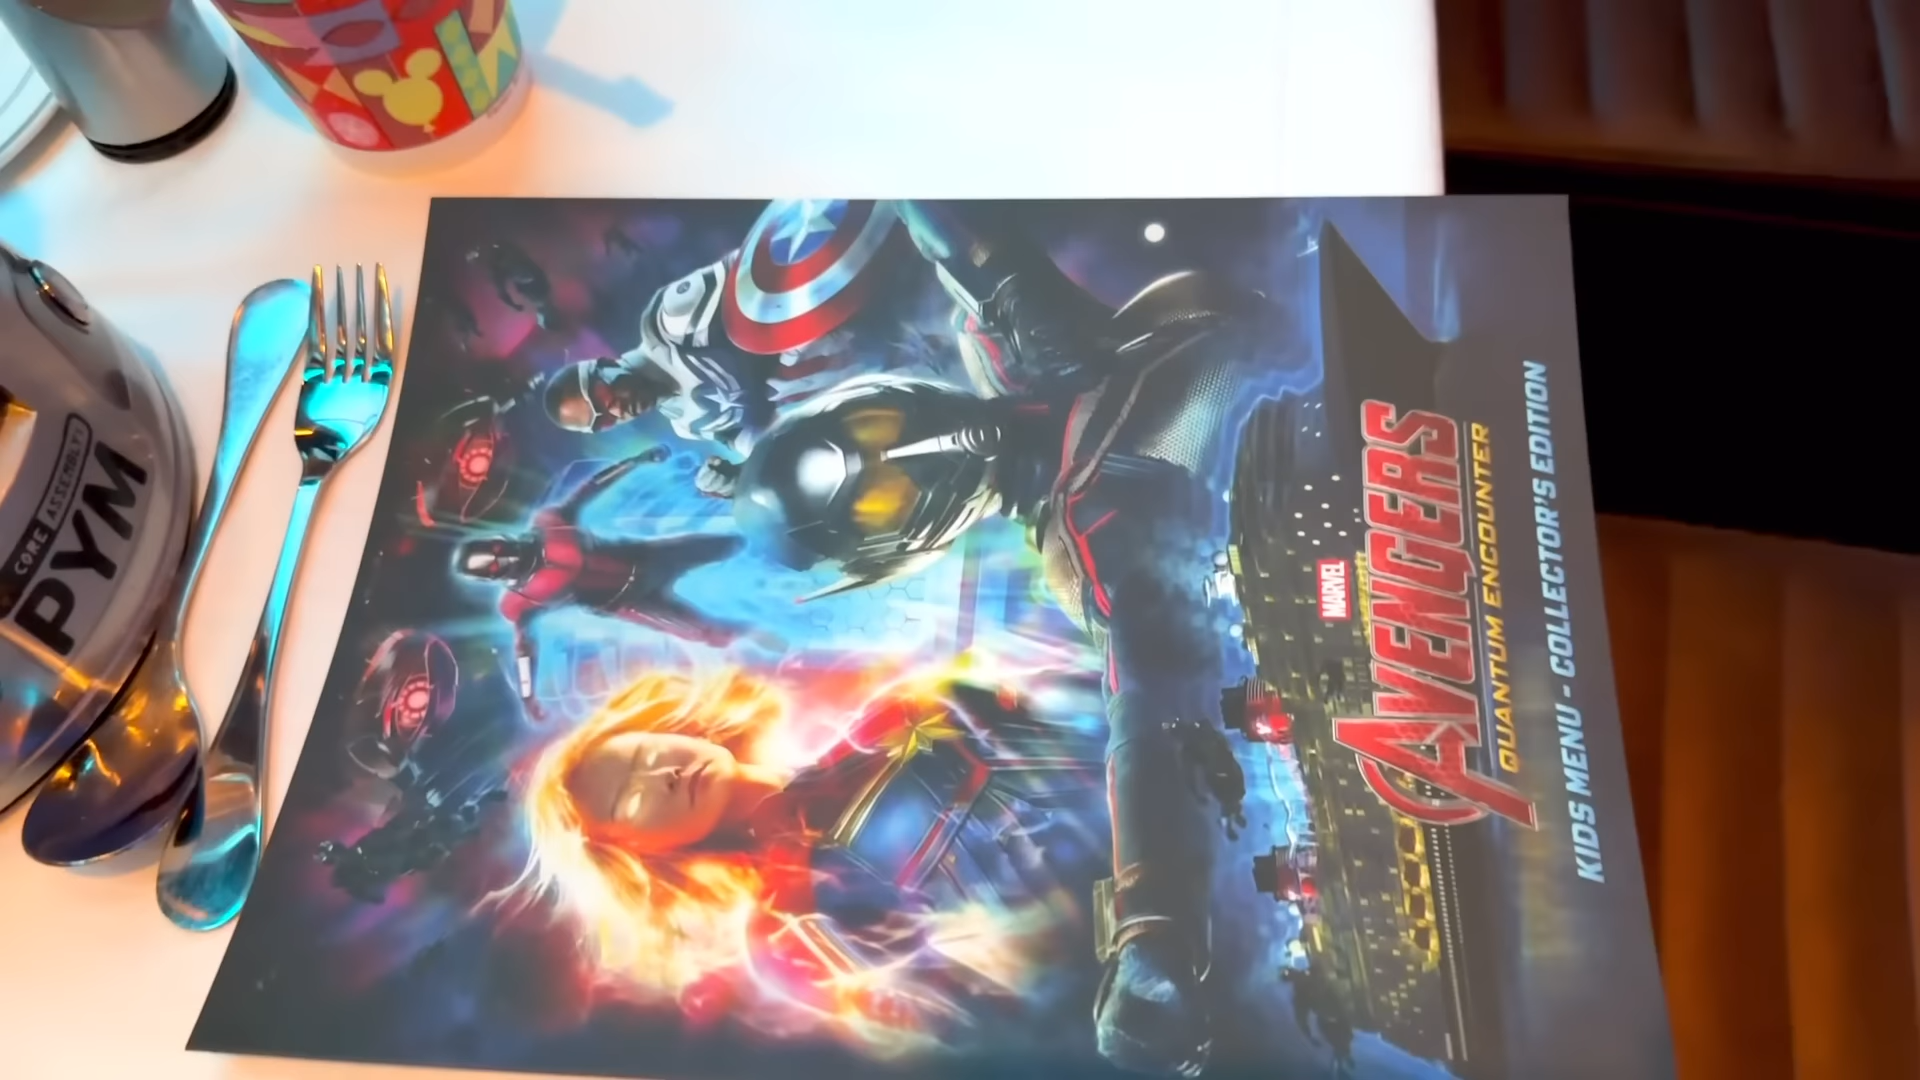 CORE ASSEMBLY
PYM
MARVEL
AVENGERS
QUANTUM ENCOUNTER
KIDS MENU - COLLECTOR'S EDITION